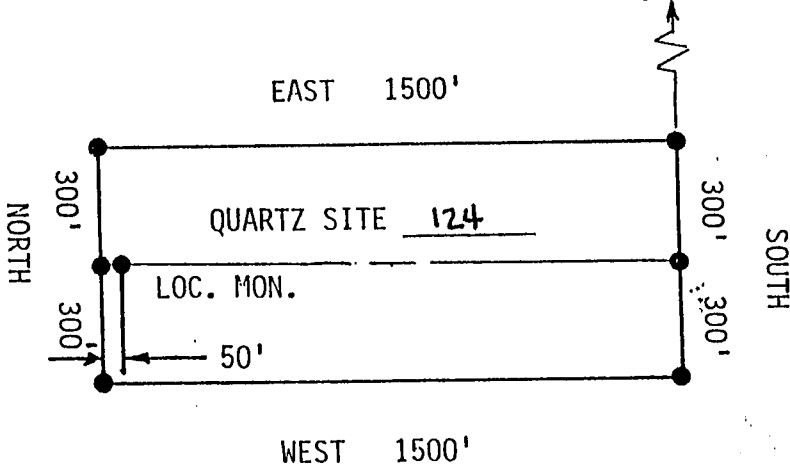 EAST 1500'
300'
300'
NORTH
QUARTZ SITE 124
SOUTH
LOC. MON.
300'
300'
50'
WEST 1500'